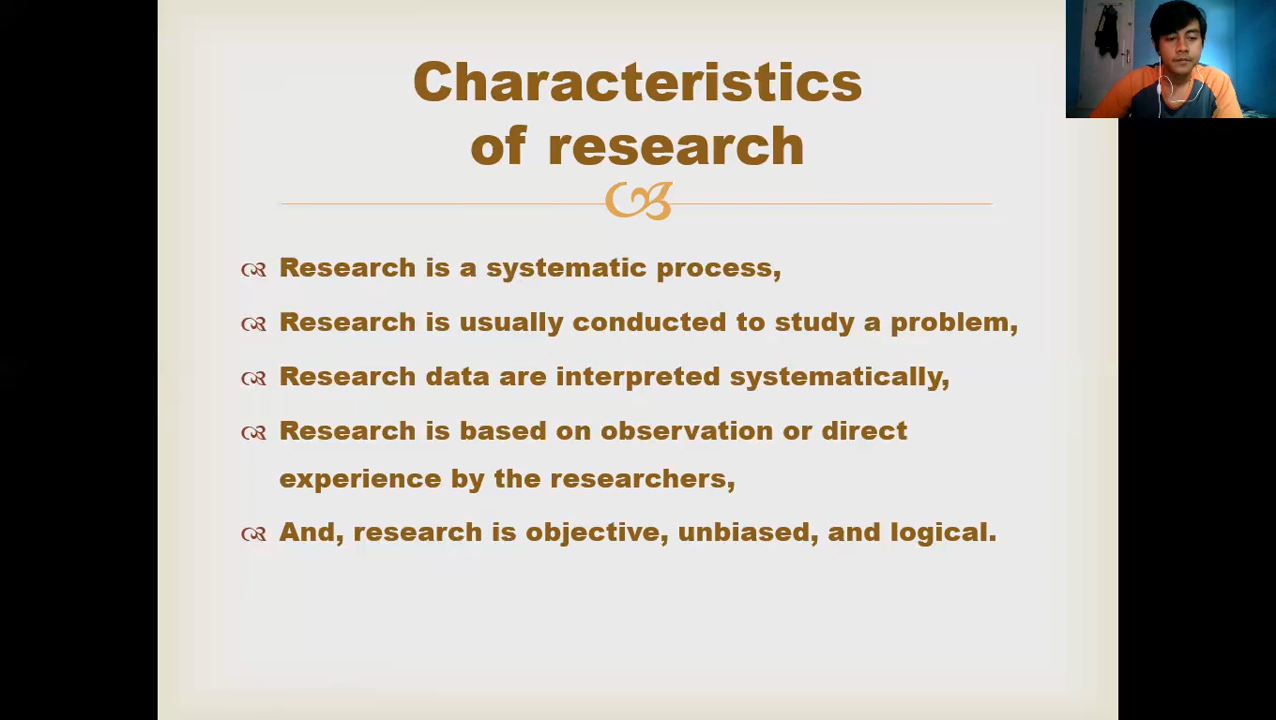 Characteristics
of research
Research is a systematic process,
Research is usually conducted to study a problem,
Research data are interpreted systematically,
Research is based on observation or direct
experience by the researchers,
And, research is objective, unbiased, and logical.